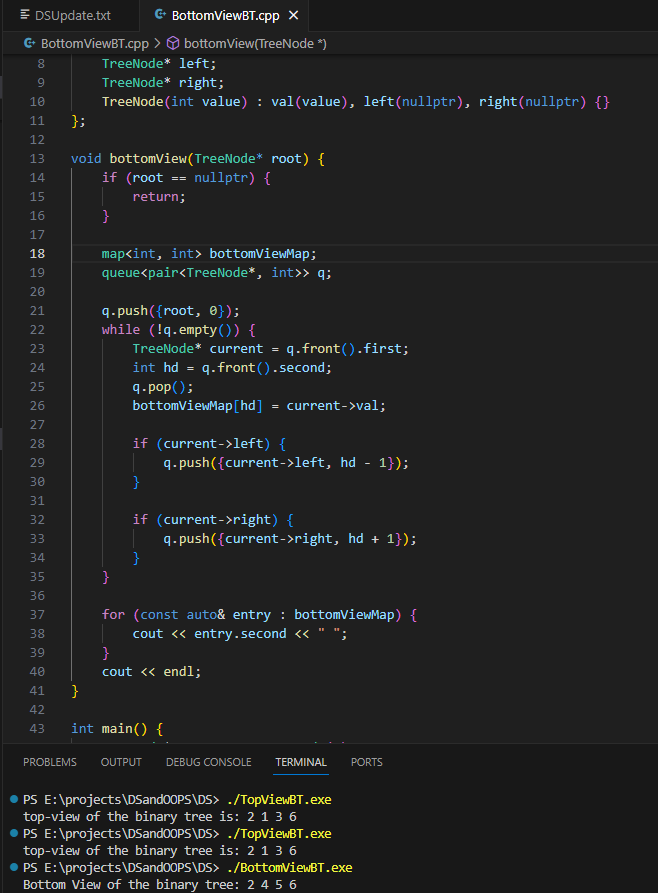 DSUpdate.txt BottomViewBT.cpp
BottomViewBT.cpp > bottomView(TreeNode *)
8     TreeNode* left;
9     TreeNode* right;
10     TreeNode(int value) : val(value), left(nullptr), right(nullptr) {}
11 };
12
13 void bottomView(TreeNode* root) {
14     if (root == nullptr) {
15         return;
16     }
17
18     map<int, int> bottomViewMap;
19     queue<pair<TreeNode*, int>> q;
20
21     q.push({root, 0});
22     while (!q.empty()) {
23         TreeNode* current = q.front().first;
24         int hd = q.front().second;
25         q.pop();
26         bottomViewMap[hd] = current->val;
27
28         if (current->left) {
29             q.push({current->left, hd - 1});
30         }
31
32         if (current->right) {
33             q.push({current->right, hd + 1});
34         }
35     }
36
37     for (const auto& entry : bottomViewMap) {
38         cout << entry.second << " ";
39     }
40     cout << endl;
41 }
42
43 int main() {
PROBLEMS OUTPUT DEBUG CONSOLE TERMINAL PORTS
PS E:\projects\DSandOOPS\DS> ./TopViewBT.exe
top-view of the binary tree is: 2 1 3 6
PS E:\projects\DSandOOPS\DS> ./TopViewBT.exe
top-view of the binary tree is: 2 1 3 6
PS E:\projects\DSandOOPS\DS> ./BottomViewBT.exe
Bottom View of the binary tree: 2 4 5 6